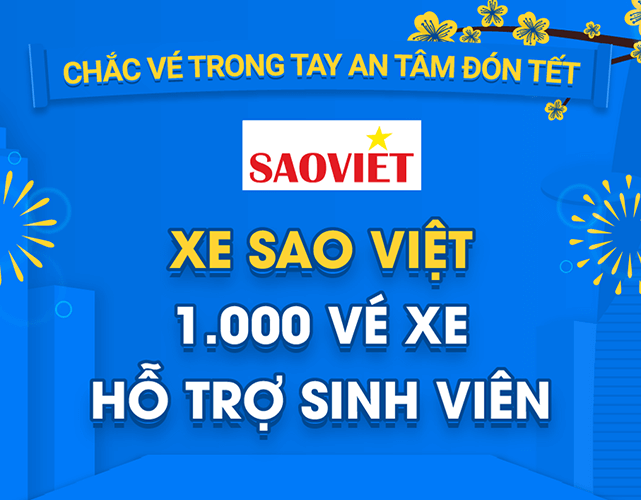 CHẮC VÉ TRONG TAY AN TÂM ĐÓN TẾT
SAOVIET
XE SAO VIỆT
1.000 VÉ XE
HỖ TRỢ SINH VIÊN